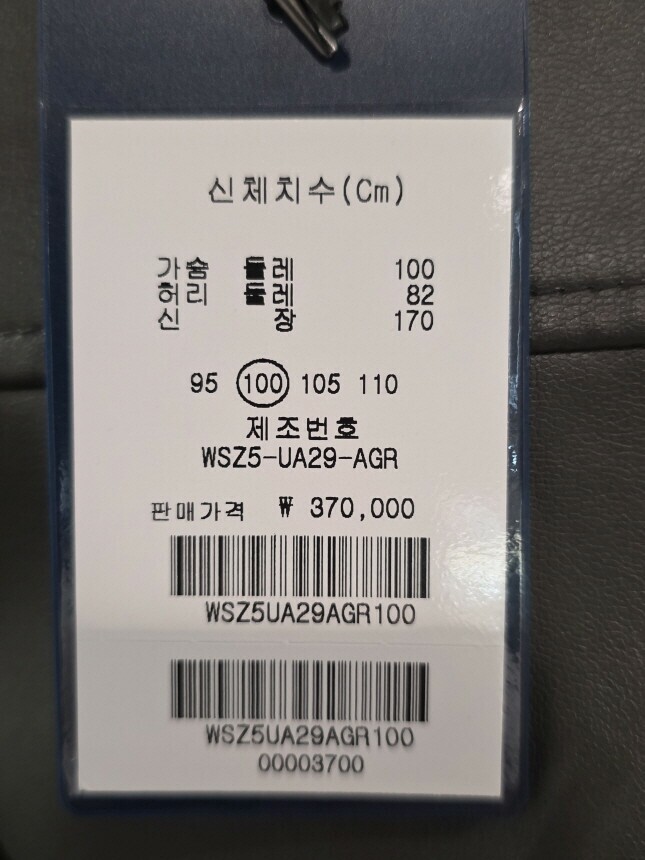 신체치수(Cm)
가슴 둘레 100
허리 둘레 82
신 장 170
95 100 105 110
제조번호
WSZ5-UA29-AGR
판매가격 ₩ 370,000
WSZ5UA29AGR100
WSZ5UA29AGR100
00003700